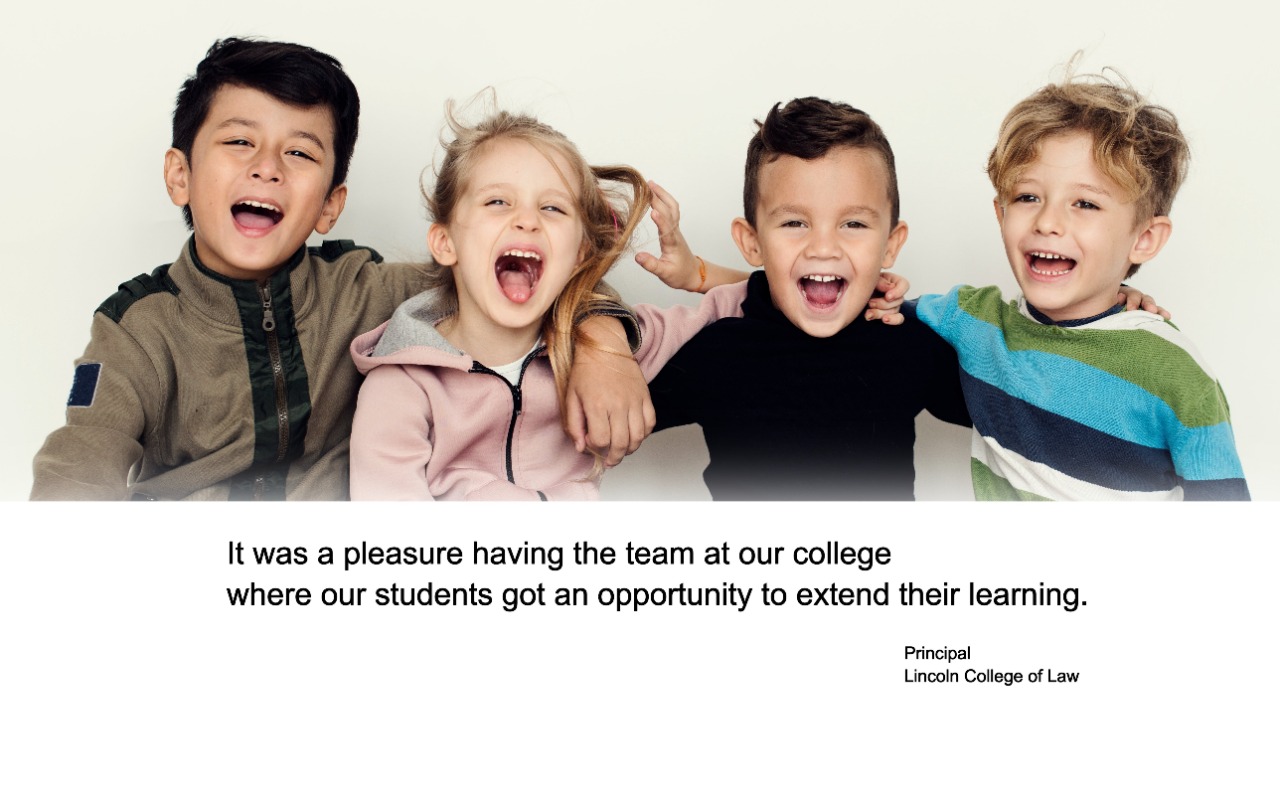 It was a pleasure having the team at our college
where our students got an opportunity to extend their learning.
Principal
Lincoln College of Law